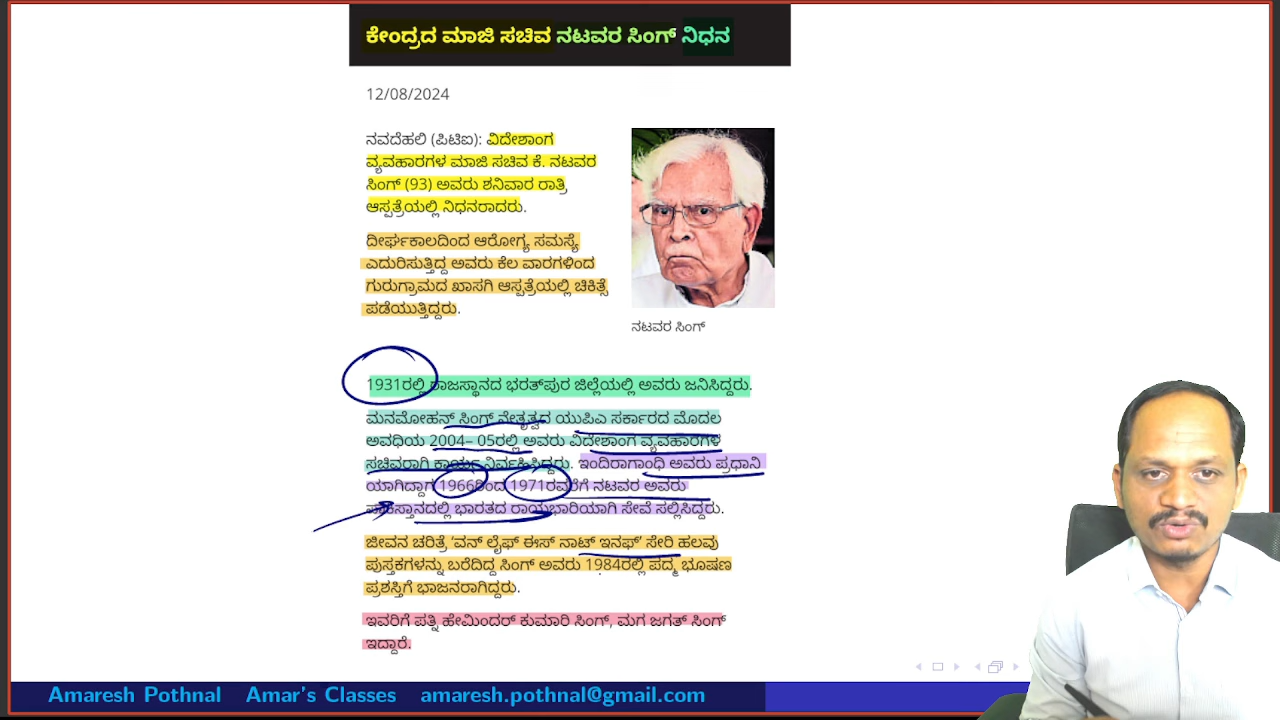 ಕೇಂದ್ರದ ಮಾಜಿ ಸಚಿವ ನಟವರ ಸಿಂಗ್ ನಿಧನ
12/08/2024
ನವದೆಹಲಿ (ಪಿಟಿಐ): ವಿದೇಶಾಂಗ
ವ್ಯವಹಾರಗಳ ಮಾಜಿ ಸಚಿವ ಕೆ. ನಟವರ
ಸಿಂಗ್ (93) ಅವರು ಶನಿವಾರ ರಾತ್ರಿ
ಆಸ್ಪತ್ರೆಯಲ್ಲಿ ನಿಧನರಾದರು.
ದೀರ್ಘಕಾಲದಿಂದ ಆರೋಗ್ಯ ಸಮಸ್ಯೆ
ಎದುರಿಸುತ್ತಿದ್ದ ಅವರು ಕೆಲ ವಾರಗಳಿಂದ
ಗುರುಗ್ರಾಮದ ಖಾಸಗಿ ಆಸ್ಪತ್ರೆಯಲ್ಲಿ ಚಿಕಿತ್ಸೆ
ಪಡೆಯುತ್ತಿದ್ದರು.
ನಟವರ ಸಿಂಗ್
1931ರಲ್ಲಿ ರಾಜಸ್ಥಾನದ ಭರತ್‌ಪುರ ಜಿಲ್ಲೆಯಲ್ಲಿ ಅವರು ಜನಿಸಿದ್ದರು.
ಮನಮೋಹನ್ ಸಿಂಗ್ ನೇತೃತ್ವದ ಯುಪಿಎ ಸರ್ಕಾರದ ಮೊದಲ
ಅವಧಿಯ 2004– 05ರಲ್ಲಿ ಅವರು ವಿದೇಶಾಂಗ ವ್ಯವಹಾರಗಳ
ಸಚಿವರಾಗಿ ಕಾರ್ಯ ನಿರ್ವಹಿಸಿದ್ದರು. ಇಂದಿರಾಗಾಂಧಿ ಅವರು ಪ್ರಧಾನಿ
ಯಾಗಿದ್ದಾಗ 1966ರಿಂದ 1971ರವರೆಗೆ ನಟವರ ಅವರು
ಪಾಕಿಸ್ತಾನದಲ್ಲಿ ಭಾರತದ ರಾಯಭಾರಿಯಾಗಿ ಸೇವೆ ಸಲ್ಲಿಸಿದ್ದರು.
ಜೀವನ ಚರಿತ್ರೆ ‘ವನ್ ಲೈಫ್ ಈಸ್ ನಾಟ್ ಇನಫ್’ ಸೇರಿ ಹಲವು
ಪುಸ್ತಕಗಳನ್ನು ಬರೆದಿದ್ದ ಸಿಂಗ್ ಅವರು 1984ರಲ್ಲಿ ಪದ್ಮ ಭೂಷಣ
ಪ್ರಶಸ್ತಿಗೆ ಭಾಜನರಾಗಿದ್ದರು.
ಇವರಿಗೆ ಪತ್ನಿ ಹೇಮಿಂದರ್ ಕುಮಾರಿ ಸಿಂಗ್, ಮಗ ಜಗತ್ ಸಿಂಗ್
ಇದ್ದಾರೆ.
Amaresh Pothnal Amar's Classes amaresh.pothnal@gmail.com